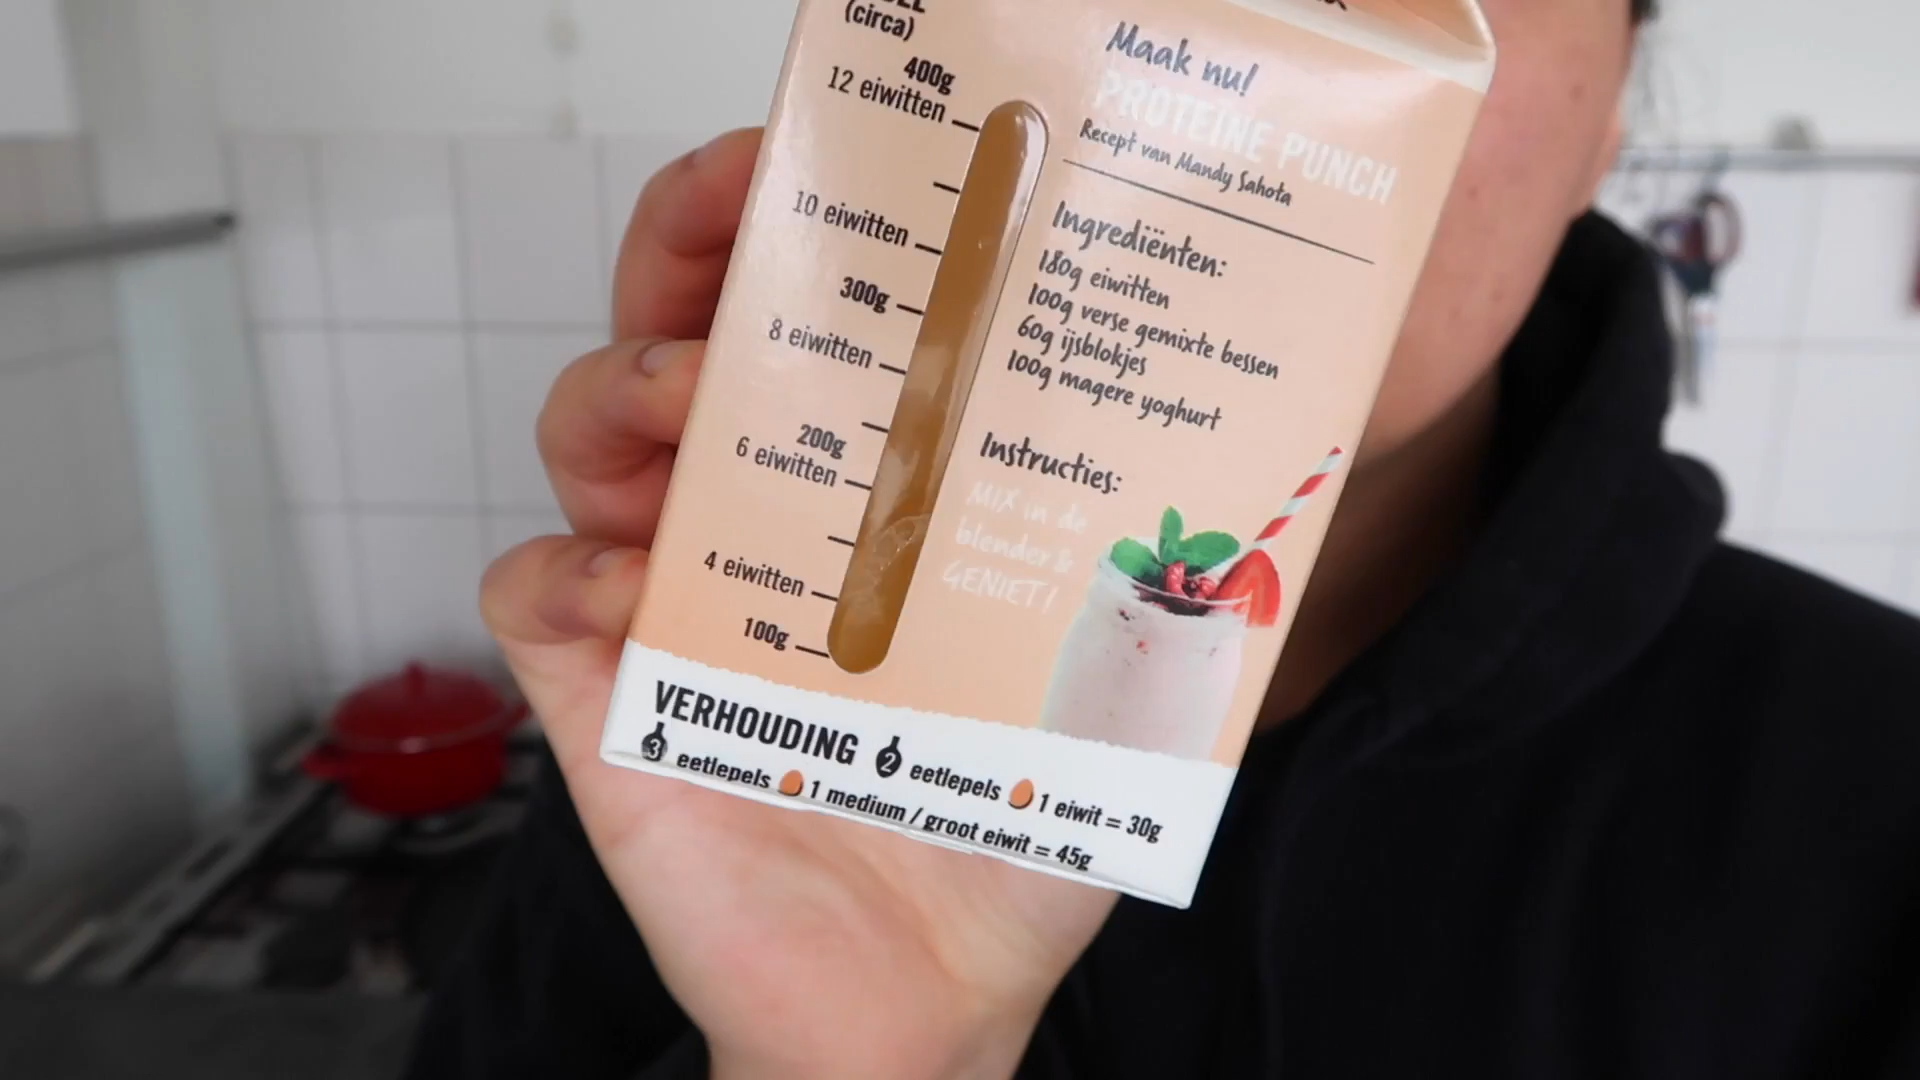 (circa)
400g
12 eiwitten
10 eiwitten
300g
8 eiwitten
200g
6 eiwitten
4 eiwitten
100g
Maak nu!
PROTEINE PUNCH
Recept van Mandy Sahota
Ingrediënten:
180g eiwitten
100g verse gemixte bessen
60g ijsblokjes
100g magere yoghurt
Instructies:
MIX in de
blender &
GENIET!
VERHOUDING
2 eetlepels 1 eiwit = 30g
3 eetlepels 1 medium / groot eiwit = 45g